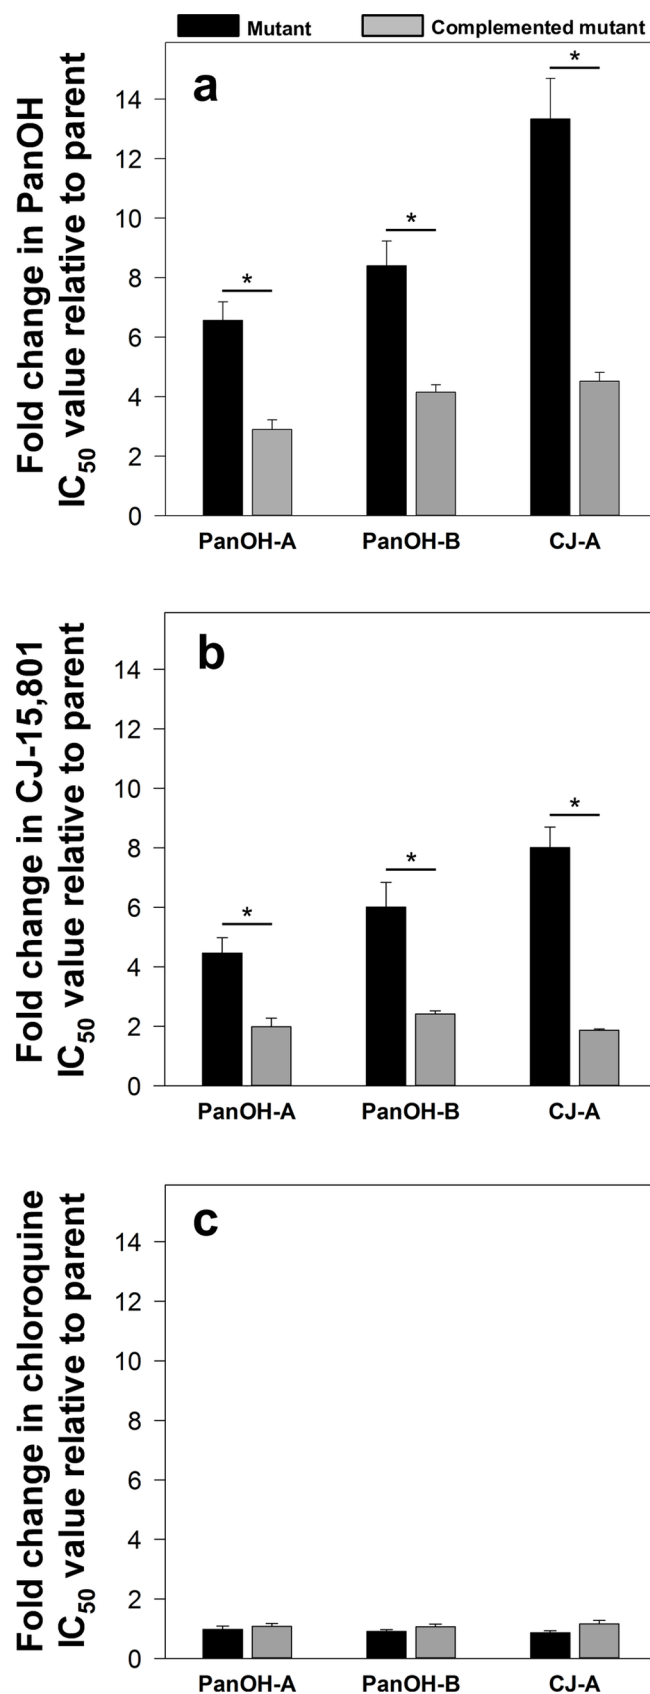 Mutant Complemented mutant
a
Fold change in PanOH
IC50 value relative to parent
14
12
10
8
6
4
2
0
*
*
*
PanOH-A PanOH-B CJ-A
b
Fold change in CJ-15,801
IC50 value relative to parent
14
12
10
8
6
4
2
0
*
*
*
PanOH-A PanOH-B CJ-A
c
Fold change in chloroquine
IC50 value relative to parent
14
12
10
8
6
4
2
0
PanOH-A PanOH-B CJ-A